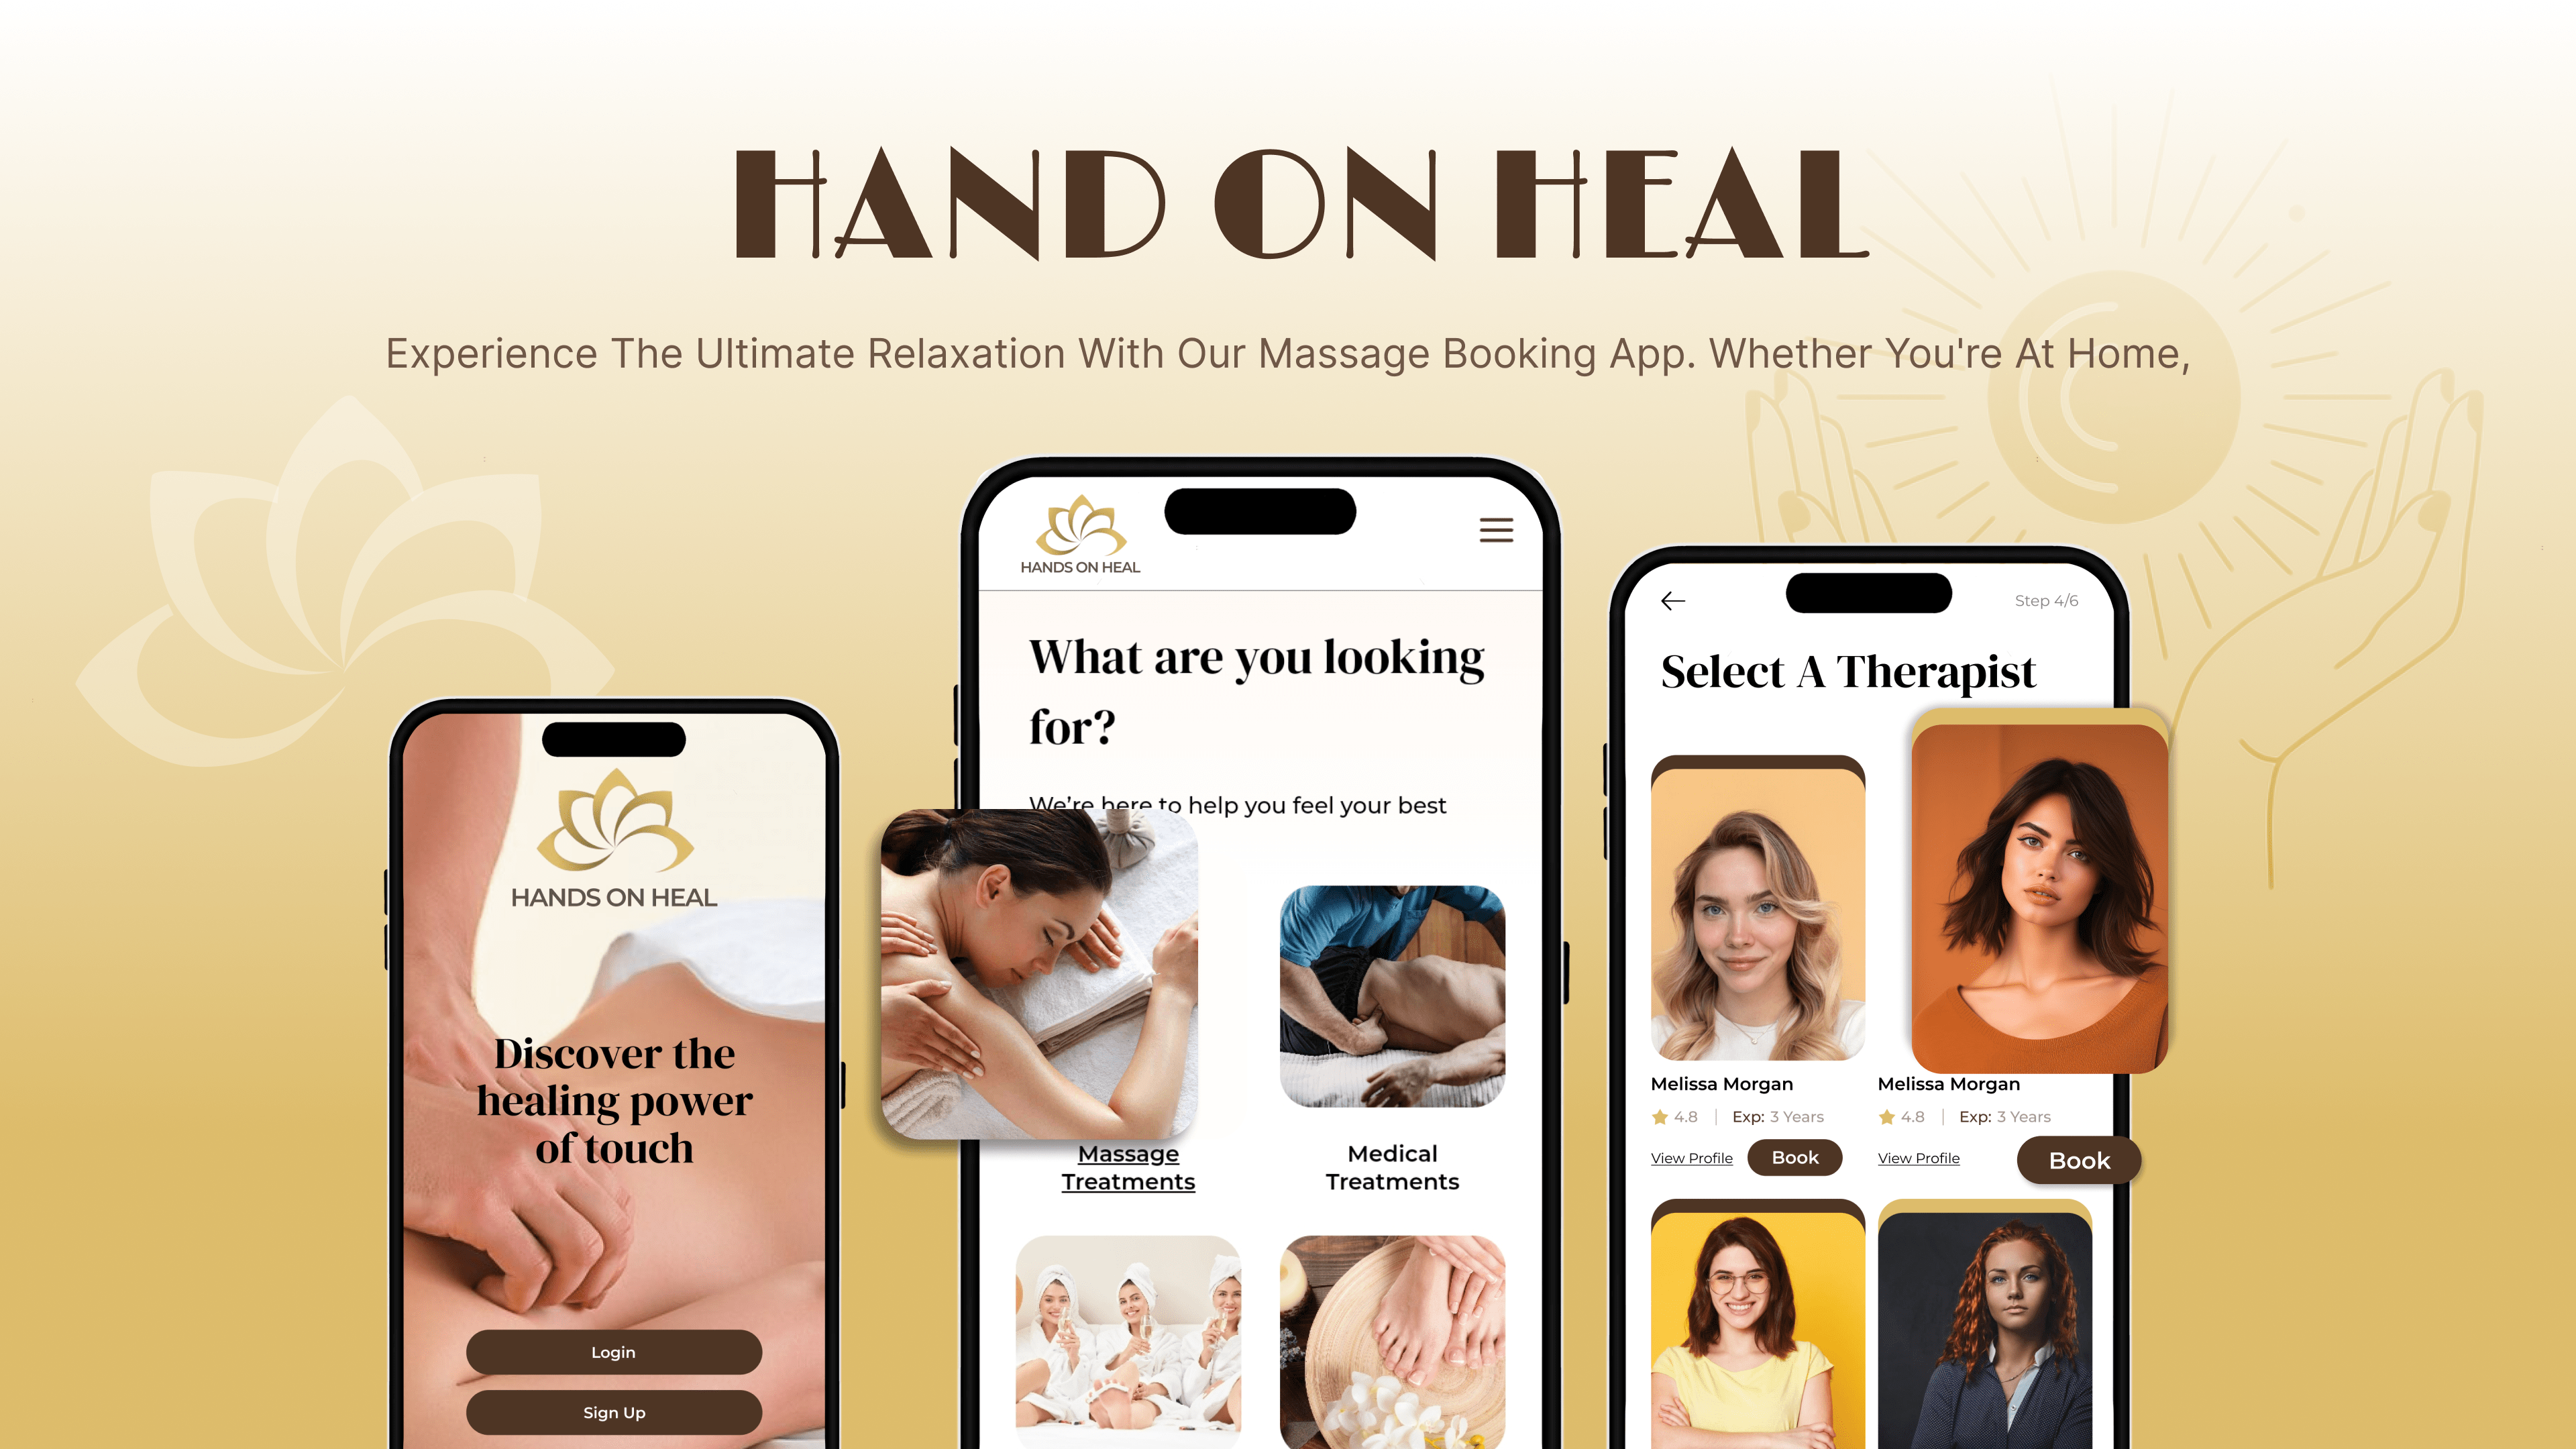 HAND ON HEAL
Experience The Ultimate Relaxation With Our Massage Booking App. Whether You're At Home,
HANDS ON HEAL
Discover the
healing power
of touch
Login
Sign Up
HANDS ON HEAL
What are you looking
for?
We're here to help you feel your best
Massage
Treatments
Medical
Treatments
Step 4/6
Select A Therapist
Melissa Morgan
4.8 | Exp: 3 Years
View Profile
Book
Melissa Morgan
4.8 | Exp: 3 Years
View Profile
Book